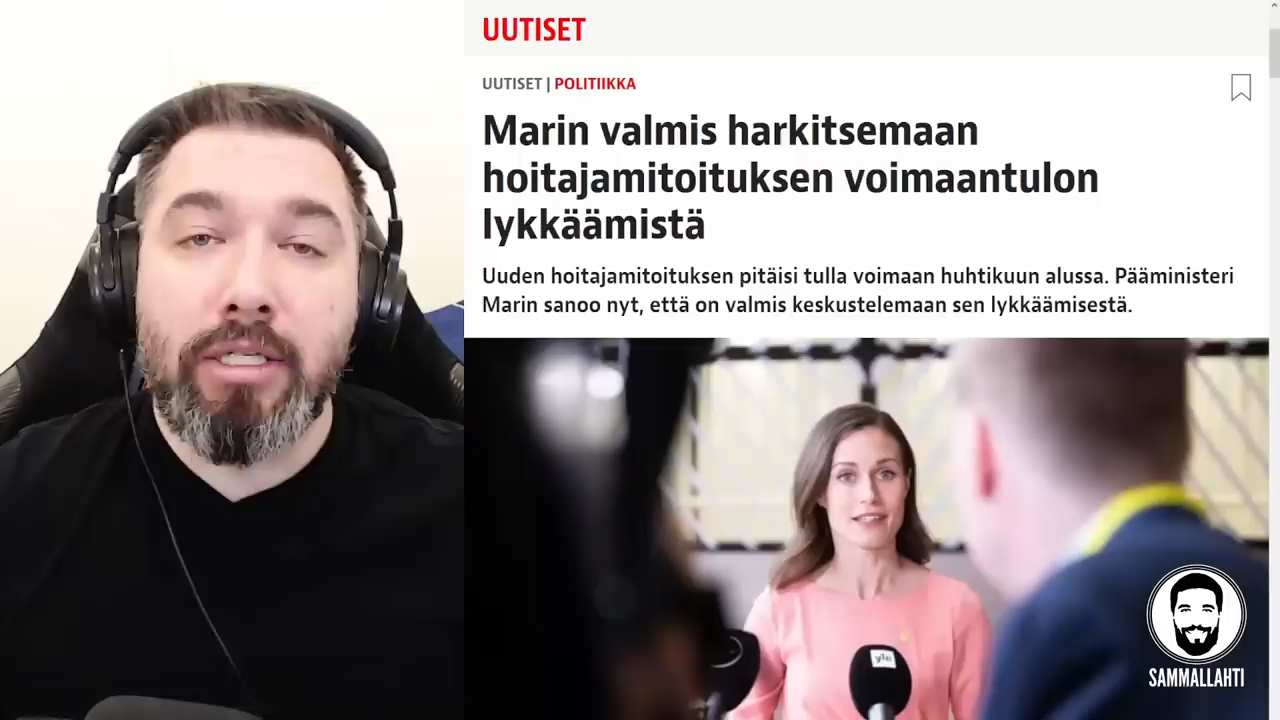 UUTISET
UUTISET | POLITIIKKA
Marin valmis harkitsemaan
hoitajamitoituksen voimaantulon
lykkäämistä
Uuden hoitajamitoituksen pitäisi tulla voimaan huhtikuun alussa. Pääministeri
Marin sanoo nyt, että on valmis keskustelemaan sen lykkäämisestä.
yle
SAMMALLAHTI